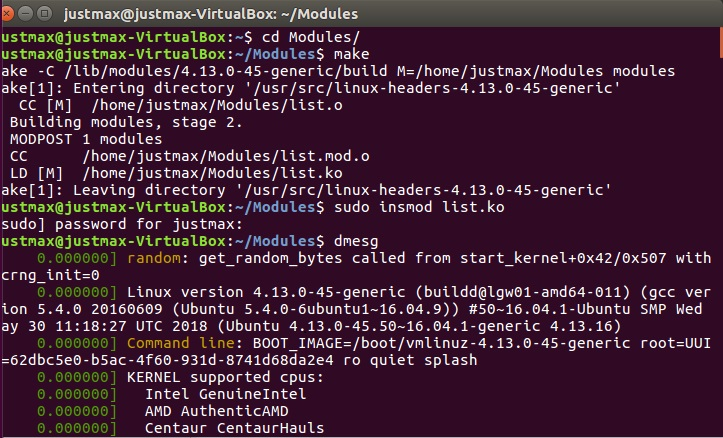 justmax@justmax-VirtualBox: ~/Modules
ustmax@justmax-VirtualBox:~$ cd Modules/
ustmax@justmax-VirtualBox:~/Modules$ make
ake -C /lib/modules/4.13.0-45-generic/build M=/home/justmax/Modules modules
ake[1]: Entering directory '/usr/src/linux-headers-4.13.0-45-generic'
CC [M]  /home/justmax/Modules/list.o
Building modules, stage 2.
MODPOST 1 modules
CC      /home/justmax/Modules/list.mod.o
LD [M]  /home/justmax/Modules/list.ko
ake[1]: Leaving directory '/usr/src/linux-headers-4.13.0-45-generic'
ustmax@justmax-VirtualBox:~/Modules$ sudo insmod list.ko
sudo] password for justmax:
ustmax@justmax-VirtualBox:~/Modules$ dmesg
0.000000] random: get_random_bytes called from start_kernel+0x42/0x507 with
crng_init=0
0.000000] Linux version 4.13.0-45-generic (buildd@lgw01-amd64-011) (gcc ver
ion 5.4.0 20160609 (Ubuntu 5.4.0-6ubuntu1~16.04.9)) #50~16.04.1-Ubuntu SMP Wed
ay 30 11:18:27 UTC 2018 (Ubuntu 4.13.0-45.50~16.04.1-generic 4.13.16)
0.000000] Command line: BOOT_IMAGE=/boot/vmlinuz-4.13.0-45-generic root=UUI
=62dbc5e0-b5ac-4f60-931d-8741d68da2e4 ro quiet splash
0.000000] KERNEL supported cpus:
0.000000]   Intel GenuineIntel
0.000000]   AMD AuthenticAMD
0.000000]   Centaur CentaurHauls